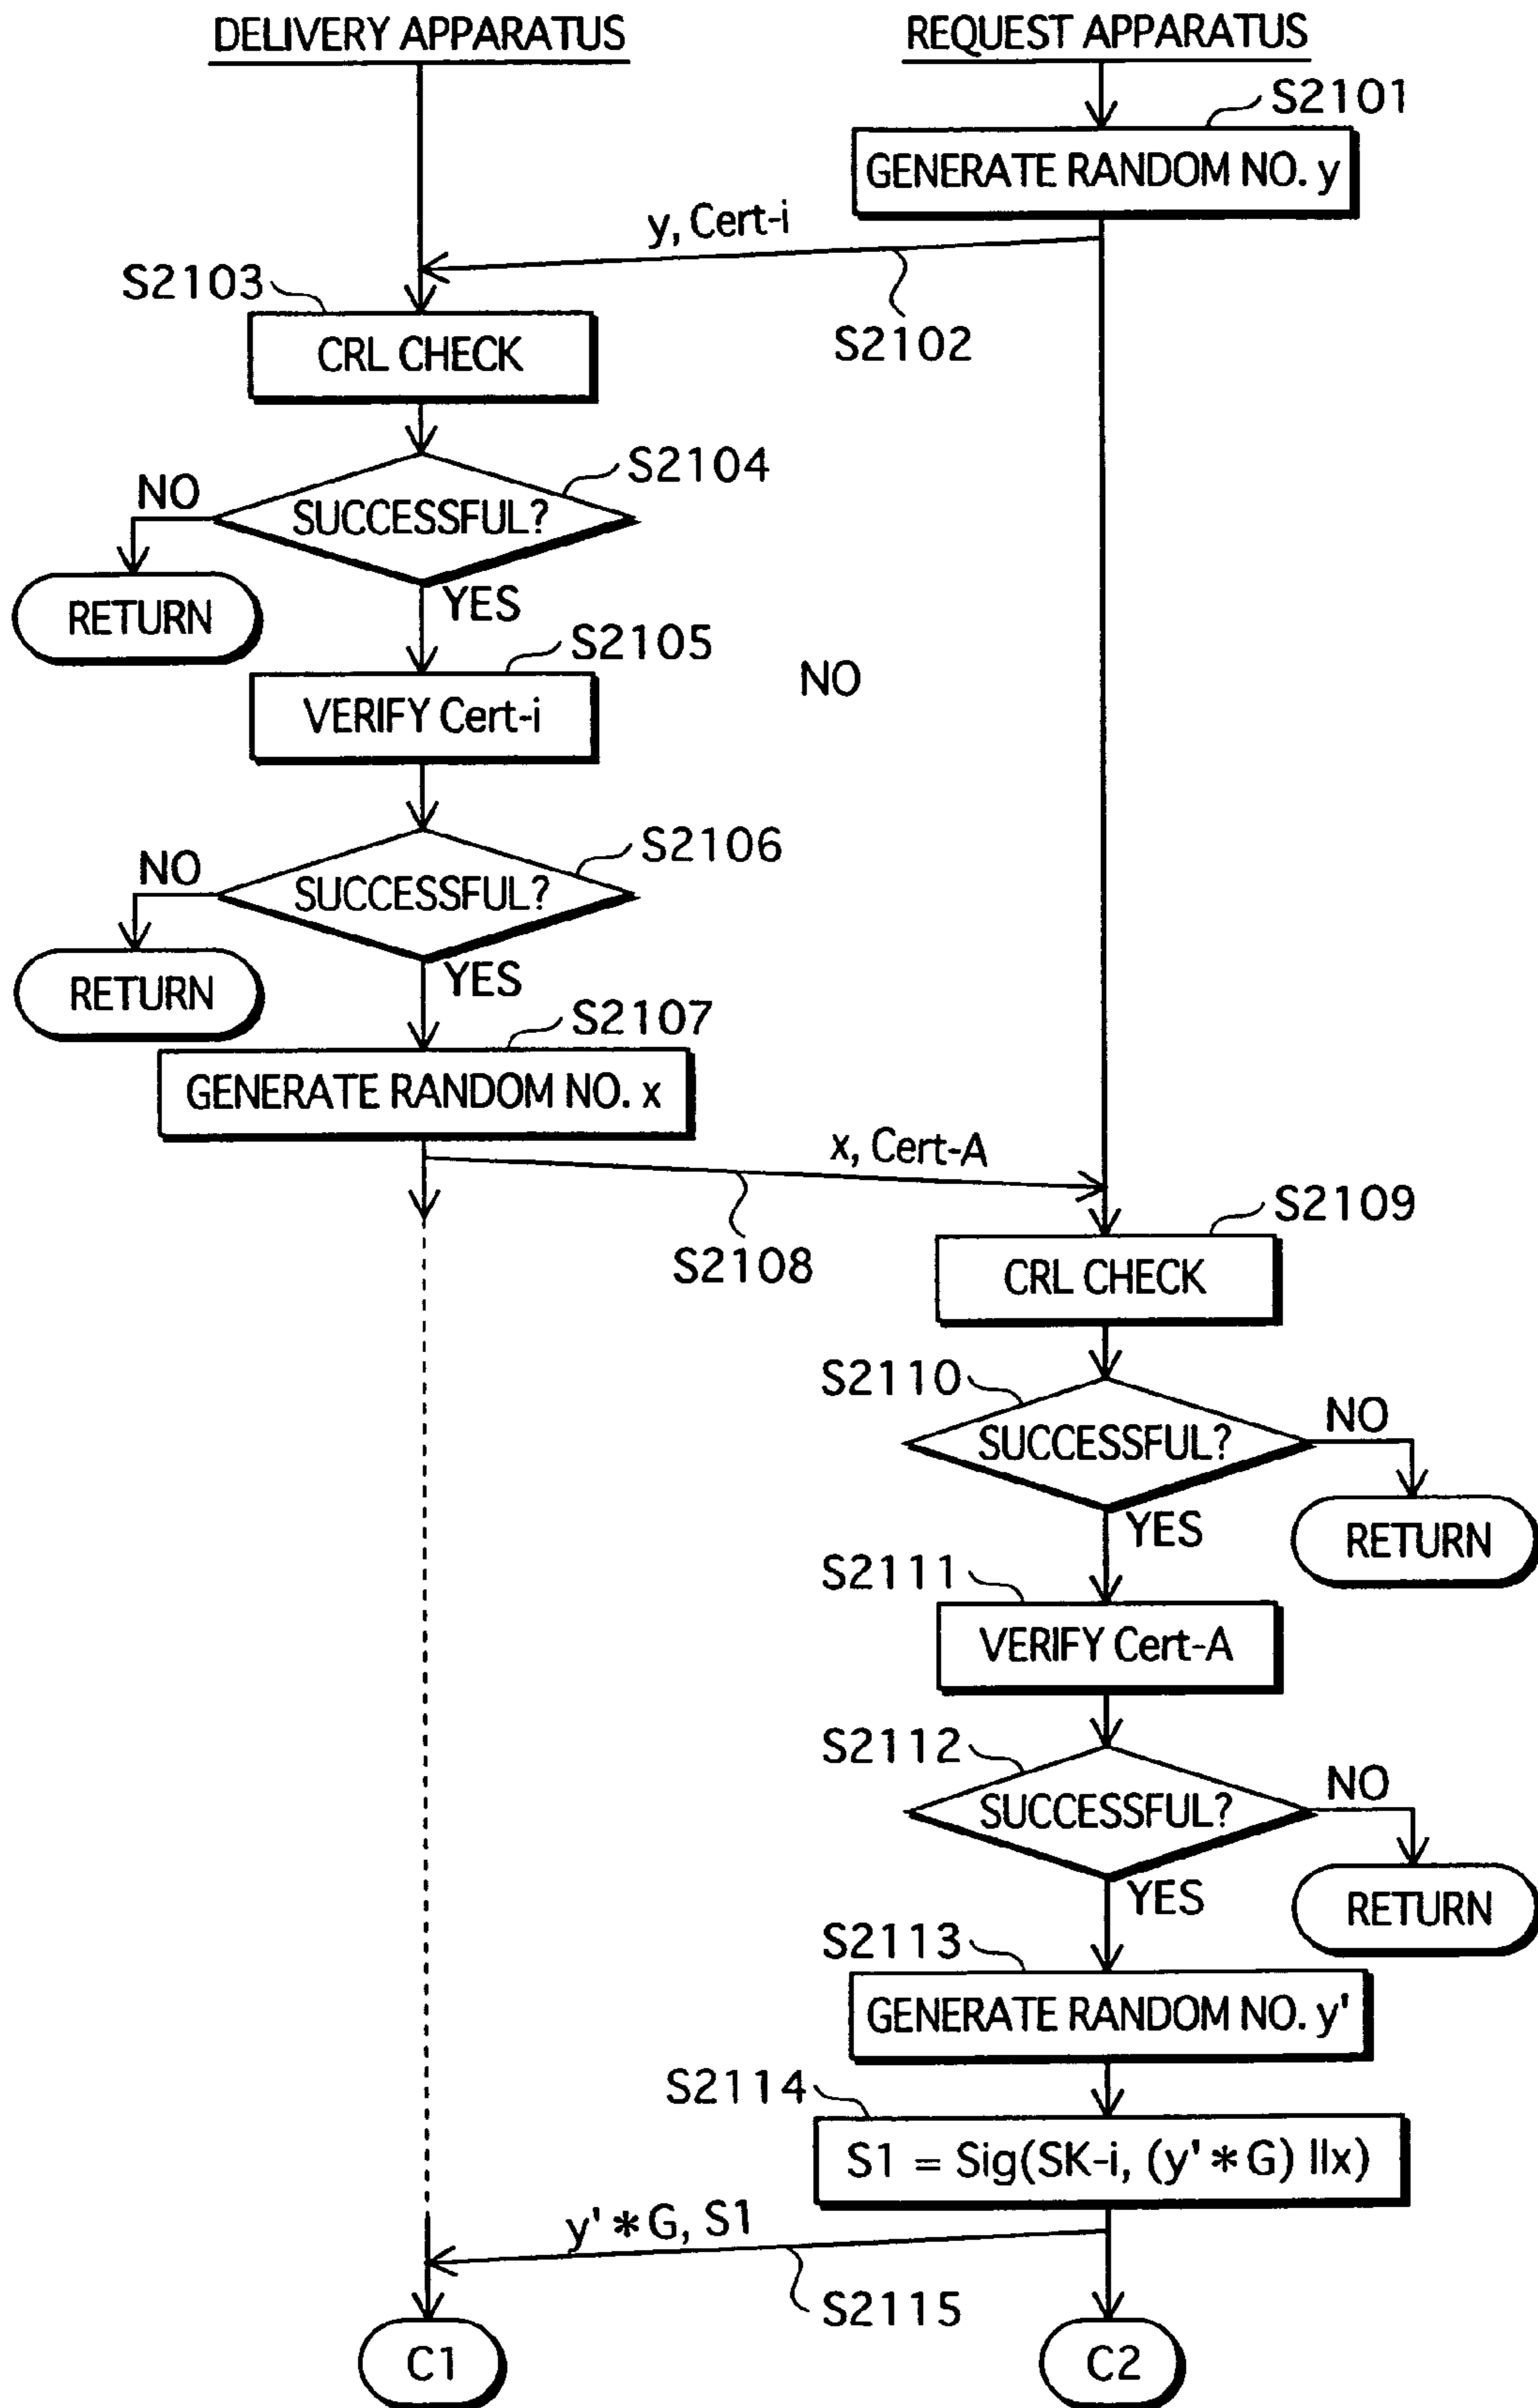 DELIVERY APPARATUS
REQUEST APPARATUS
S2101
GENERATE RANDOM NO. y
y, Cert-i
S2102
S2103
CRL CHECK
S2104
SUCCESSFUL?
NO
RETURN
YES
S2105
VERIFY Cert-i
NO
S2106
SUCCESSFUL?
NO
RETURN
YES
S2107
GENERATE RANDOM NO. x
x, Cert-A
S2108
S2109
CRL CHECK
S2110
SUCCESSFUL?
NO
RETURN
YES
S2111
VERIFY Cert-A
S2112
SUCCESSFUL?
NO
RETURN
YES
S2113
GENERATE RANDOM NO. y'
S2114
S1 = Sig(SK-i, (y' * G) llx)
y' * G, S1
S2115
C1
C2